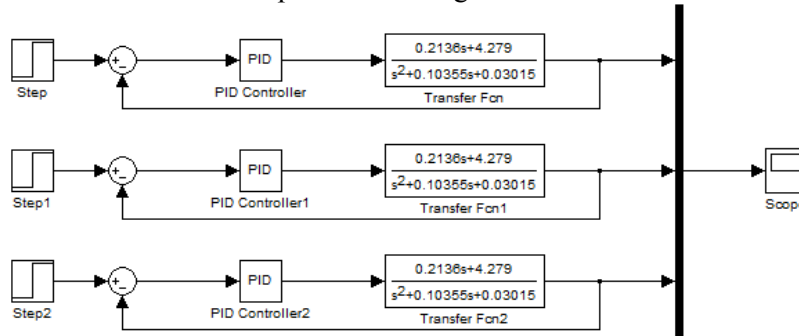 0.2136s+4.279
PID
s2+0.10355s+0.03015
Step
PID Controller
Transfer Fcn
0.2136s+4.279
PID
s2+0.10355s+0.03015
Step1
PID Controller1
Transfer Fcn1
Scope
0.2136s+4.279
PID
s2+0.10355s+0.03015
Step2
PID Controller2
Transfer Fcn2